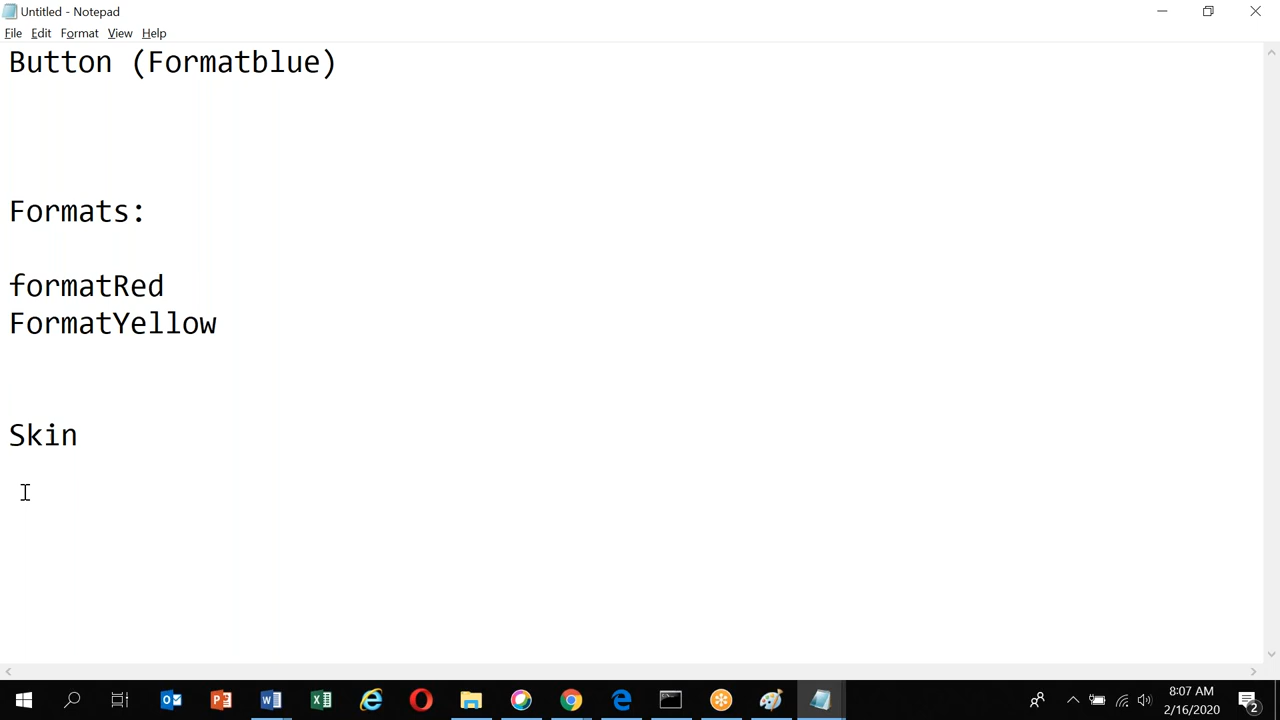 Untitled - Notepad
File Edit Format View Help
Button (Formatblue)
Formats:
formatRed
FormatYellow
Skin
8:07 AM
2/16/2020
2